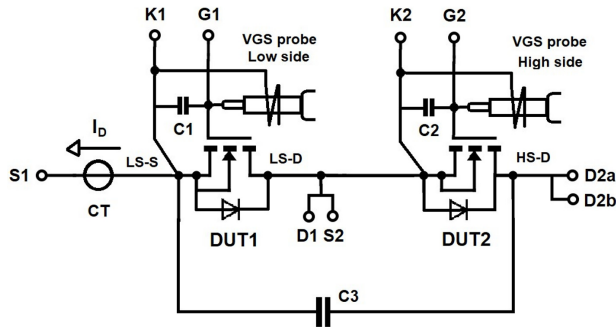 K1
G1
K2
G2
VGS probe
Low side
VGS probe
High side
C1
C2
I_D
S1
CT
LS-S
LS-D
HS-D
D2a
D2b
DUT1
D1 S2
DUT2
C3